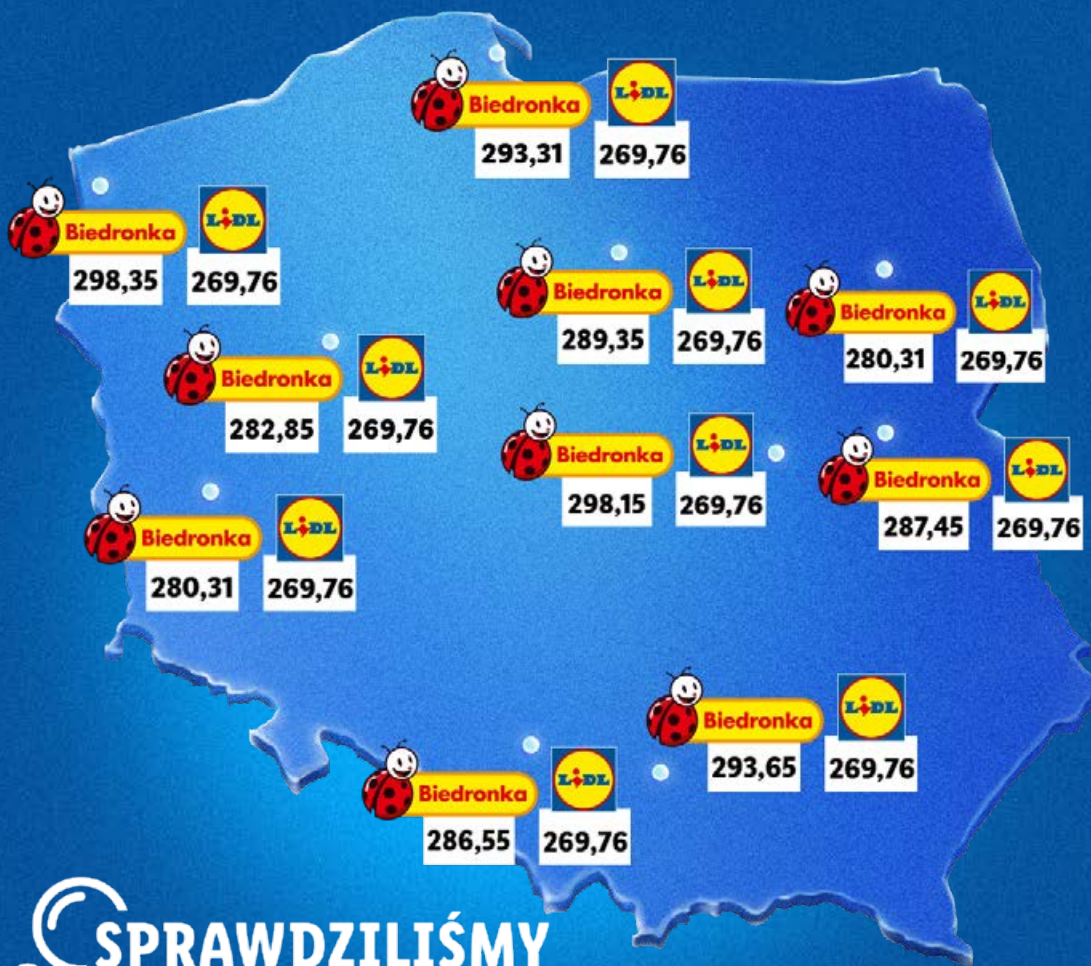 Biedronka LiDL
293,31 269,76
Biedronka LiDL
298,35 269,76
Biedronka LiDL
289,35 269,76
Biedronka LiDL
280,31 269,76
Biedronka LiDL
282,85 269,76
Biedronka LiDL
298,15 269,76
Biedronka LiDL
287,45 269,76
Biedronka LiDL
280,31 269,76
Biedronka LiDL
293,65 269,76
Biedronka LiDL
286,55 269,76
SPRAWDZILIŚMY